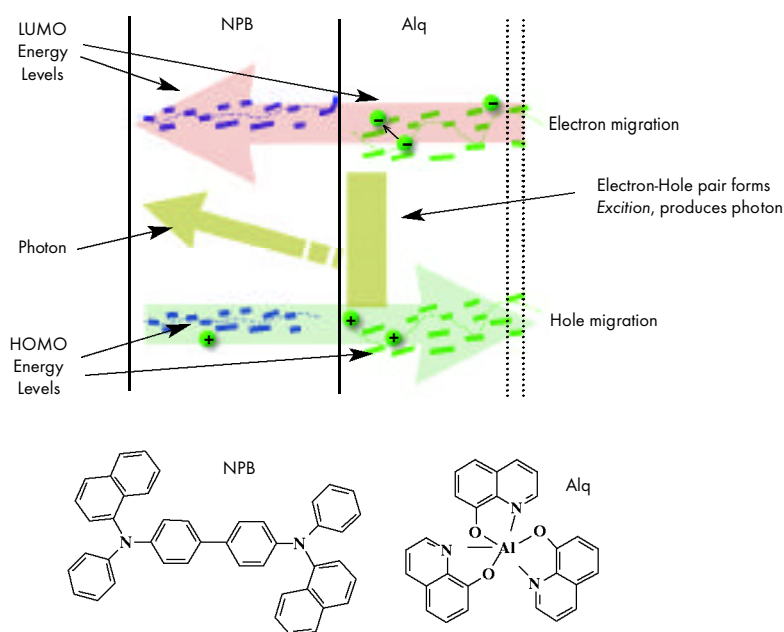 LUMO
Energy
Levels
NPB
Alq
Electron migration
Electron-Hole pair forms
Excition, produces photon
Photon
Hole migration
HOMO
Energy
Levels
NPB
Alq
N
N
N
O
O
Al
N
O
N